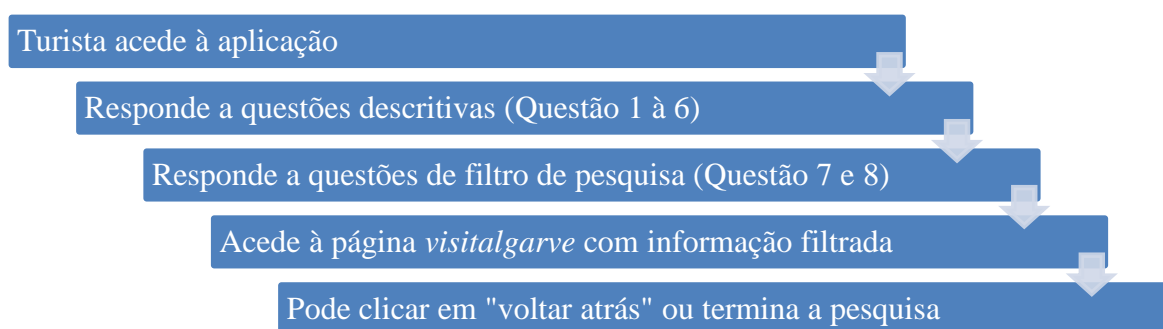 Turista acede à aplicação
Responde a questões descritivas (Questão 1 à 6)
Responde a questões de filtro de pesquisa (Questão 7 e 8)
Acede à página visitalgarve com informação filtrada
Pode clicar em "voltar atrás" ou termina a pesquisa